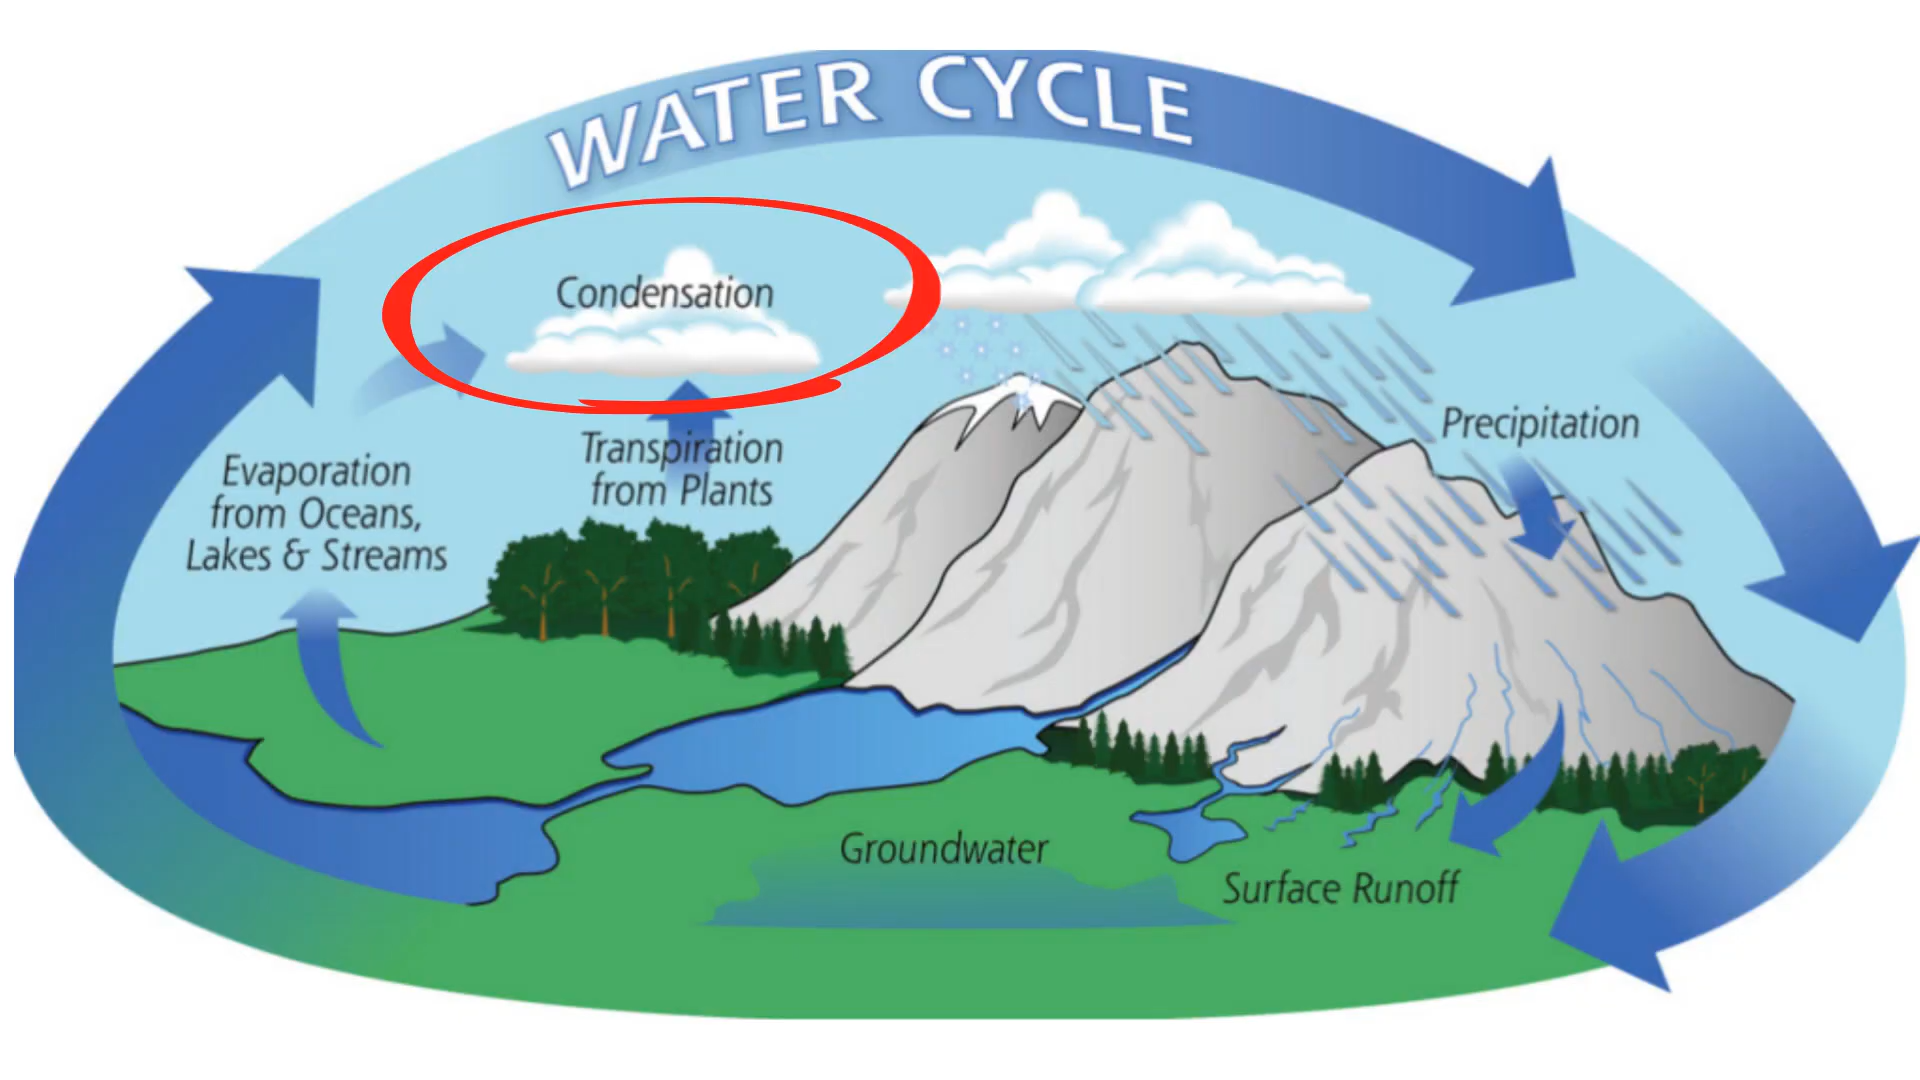 WATER CYCLE
Condensation
Precipitation
Transpiration
from Plants
Evaporation
from Oceans,
Lakes & Streams
Groundwater
Surface Runoff